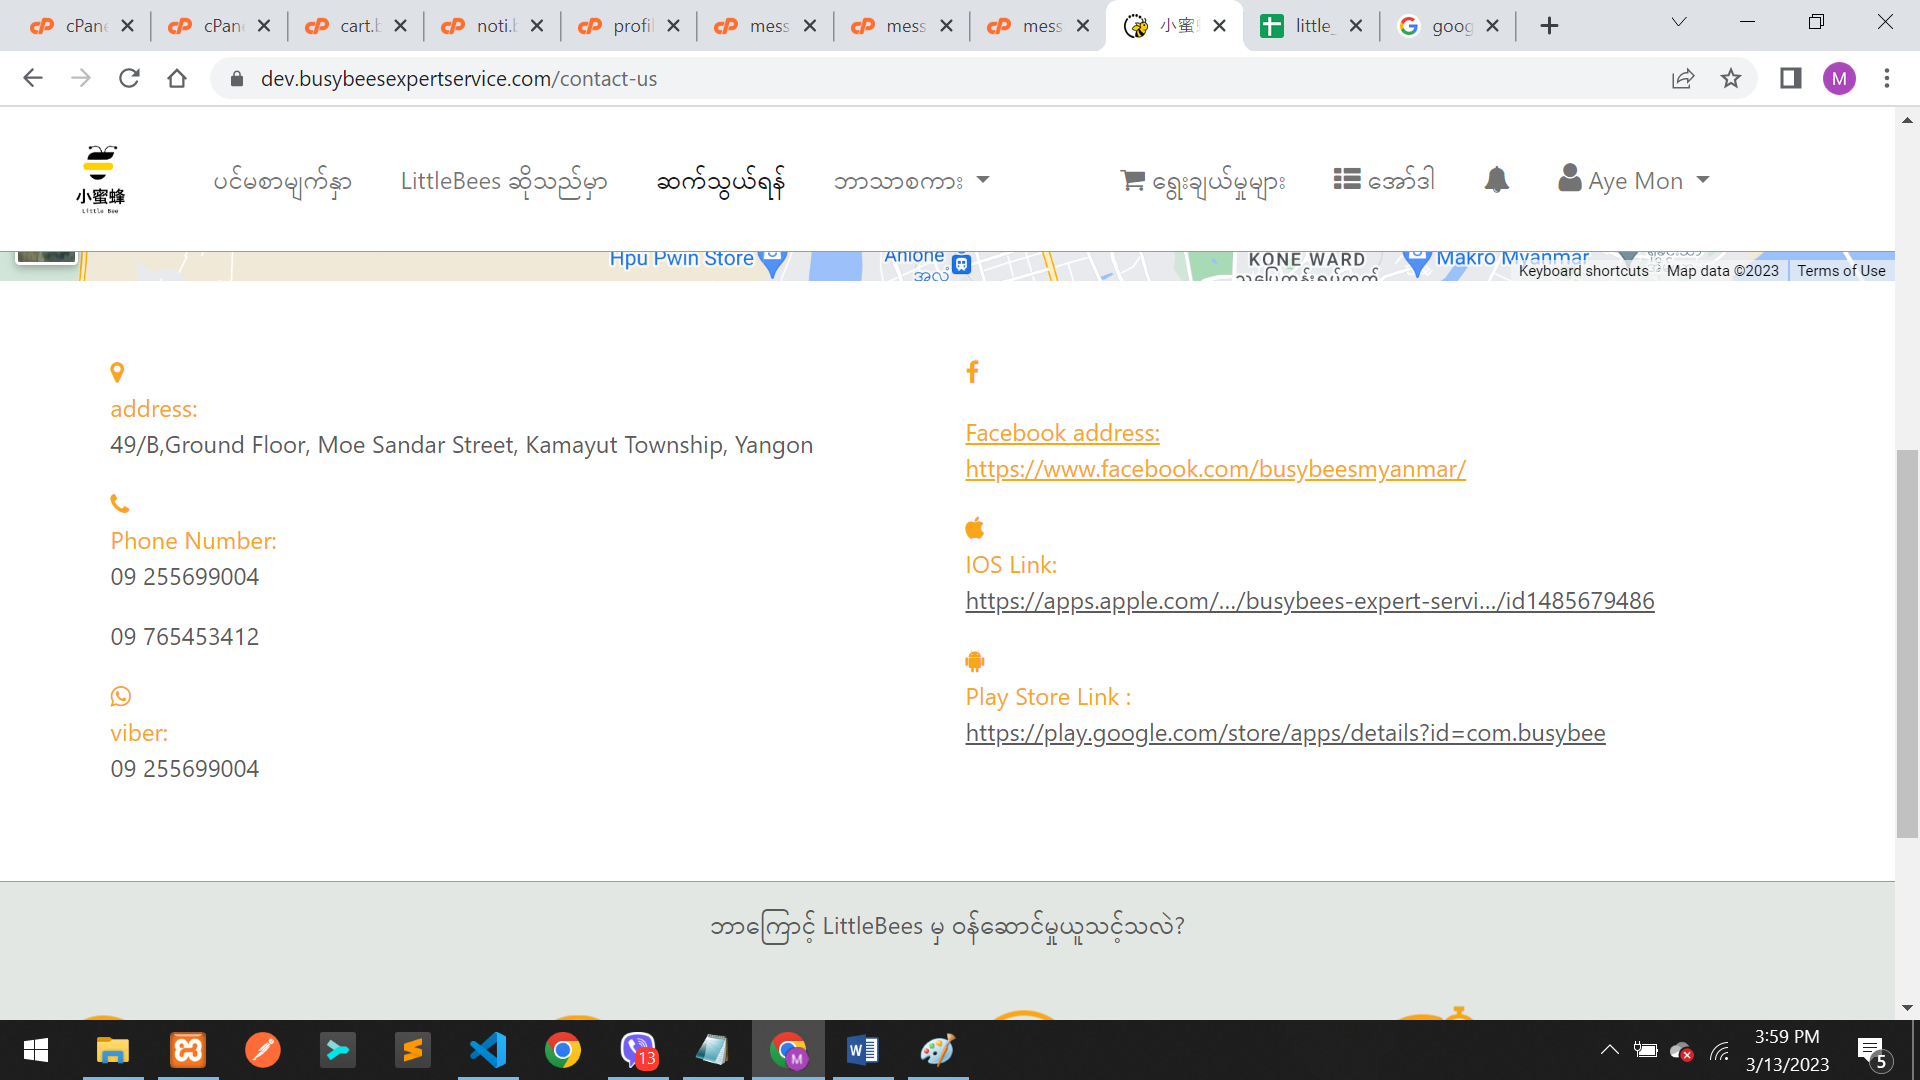 cPane
cPane
cart.b
noti.b
profil
mess
mess
mess
小蜜
little_
goog
dev.busybeesexpertservice.com/contact-us
M
小蜜蜂
Little Bee
ပင်မစာမျက်နှာ
LittleBees ဆိုသည်မှာ
ဆက်သွယ်ရန်
ဘာသာစကား
ရွေးချယ်မှုများ
အော်ဒါ
Aye Mon
Hpu Pwin Store
KONE WARD
Makro Myanmar
Keyboard shortcuts
Map data ©2023
Terms of Use
address:
49/B,Ground Floor, Moe Sandar Street, Kamayut Township, Yangon
Phone Number:
09 255699004
09 765453412
viber:
09 255699004
Facebook address:
https://www.facebook.com/busybeesmyanmar/
IOS Link:
https://apps.apple.com/.../busybees-expert-servi.../id1485679486
Play Store Link :
https://play.google.com/store/apps/details?id=com.busybee
ဘာကြောင့် LittleBees မှ ဝန်ဆောင်မှုယူသင့်သလဲ?
13
M
3:59 PM
3/13/2023
5